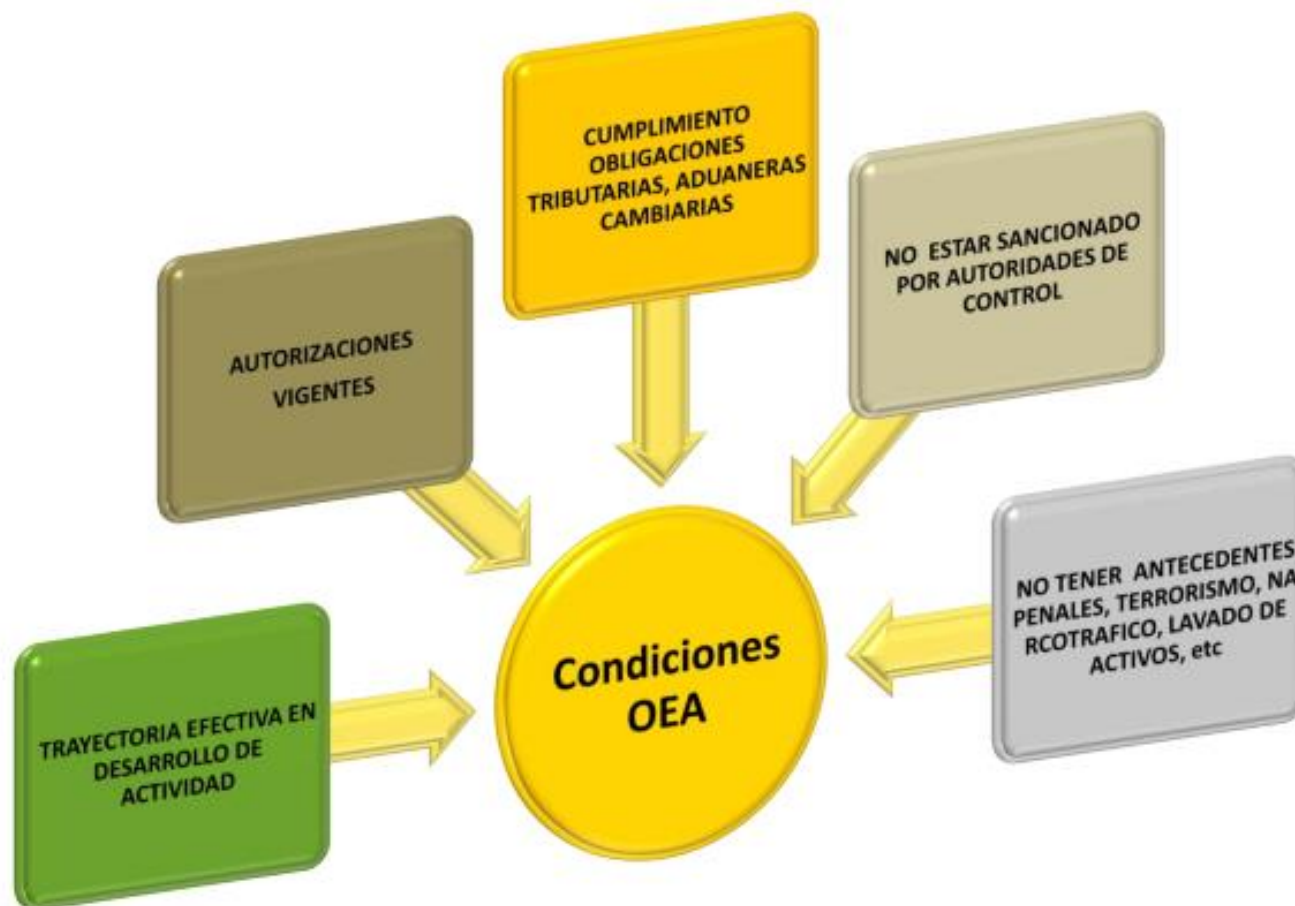 CUMPLIMIENTO
OBLIGACIONES
TRIBUTARIAS, ADUANERAS
CAMBIARIAS
NO ESTAR SANCIONADO
POR AUTORIDADES DE
CONTROL
AUTORIZACIONES
VIGENTES
NO TENER ANTECEDENTES
PENALES, TERRORISMO, NA
RCOTRAFICO, LAVADO DE
ACTIVOS, etc
Condiciones
OEA
TRAYECTORIA EFECTIVA EN
DESARROLLO DE
ACTIVIDAD